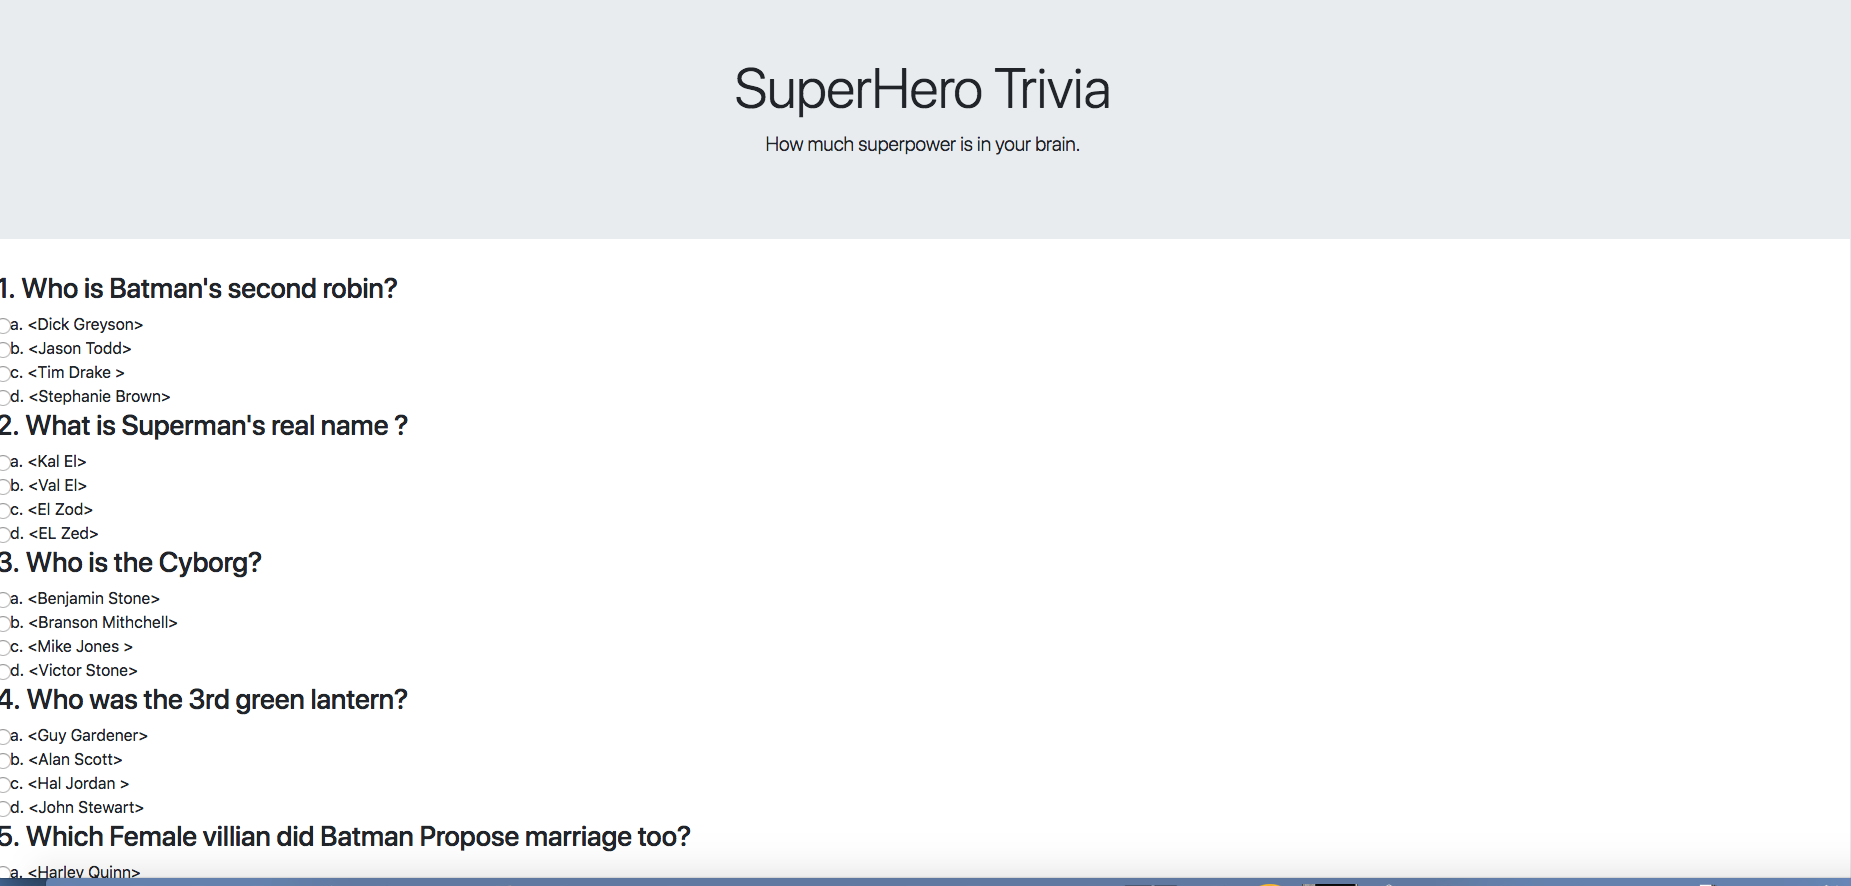 SuperHero Trivia
How much superpower is in your brain.
1. Who is Batman's second robin?
a. <Dick Greyson>
b. <Jason Todd>
c. <Tim Drake >
d. <Stephanie Brown>
2. What is Superman's real name ?
a. <Kal El>
b. <Val El>
c. <El Zod>
d. <EL Zed>
3. Who is the Cyborg?
a. <Benjamin Stone>
b. <Branson Mithchell>
c. <Mike Jones >
d. <Victor Stone>
4. Who was the 3rd green lantern?
a. <Guy Gardener>
b. <Alan Scott>
c. <Hal Jordan >
d. <John Stewart>
5. Which Female villian did Batman Propose marriage too?
a. <Harley Quinn>